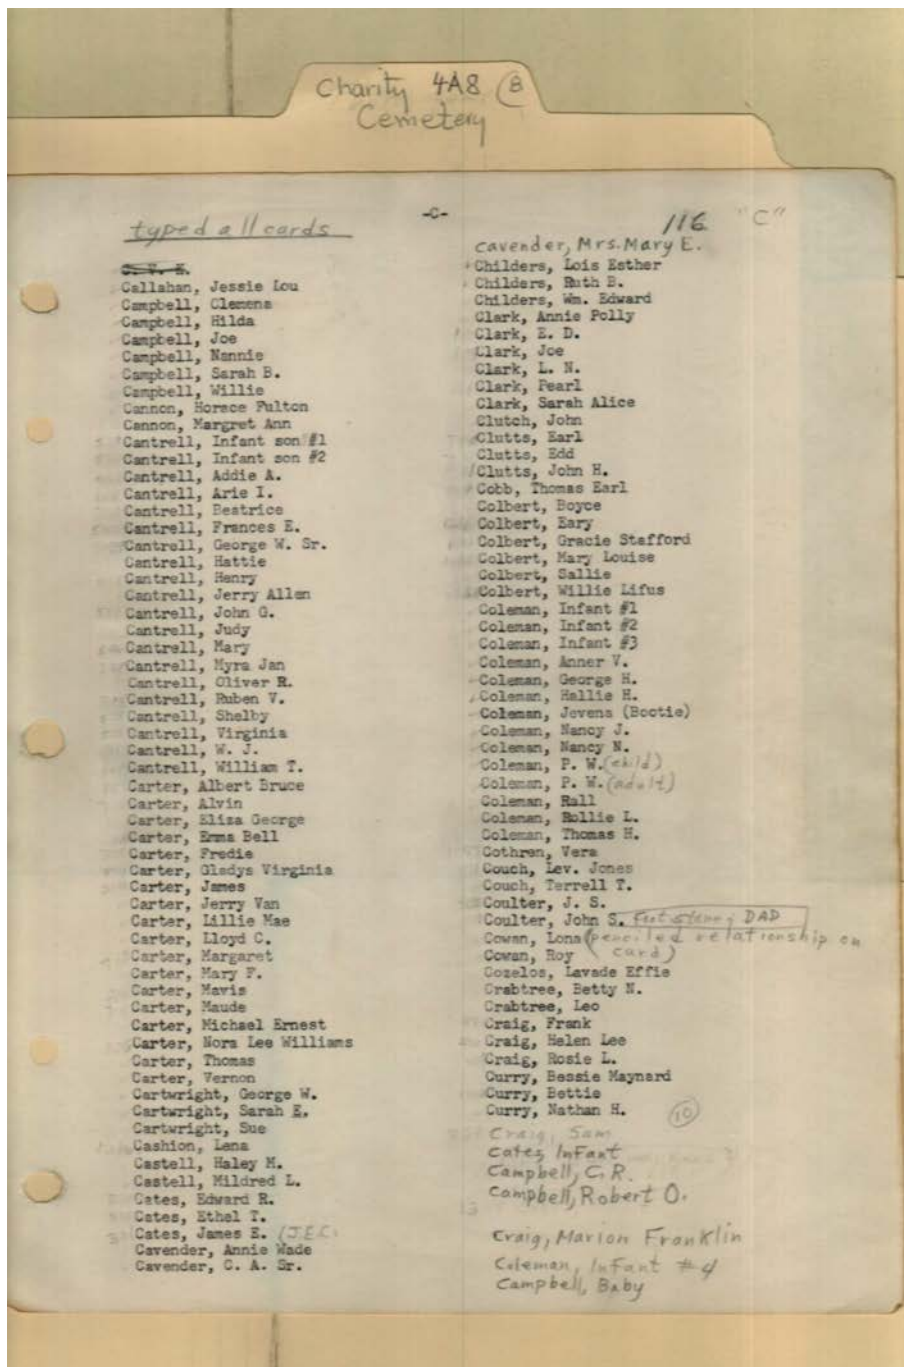 Charity 4A8 B
Cemetery
-C-
116 "C"
typed all cards
C. V. E.
Callahan, Jessie Lou
Campbell, Clemens
Campbell, Hilda
Campbell, Joe
Campbell, Nannie
Campbell, Sarah B.
Campbell, Willie
Cannon, Horace Fulton
Cannon, Margret Ann
Cantrell, Infant son #1
Cantrell, Infant son #2
Cantrell, Addie A.
Cantrell, Arie I.
Cantrell, Beatrice
Cantrell, Frances E.
Cantrell, George W. Sr.
Cantrell, Hattie
Cantrell, Henry
Cantrell, Jerry Allen
Cantrell, John G.
Cantrell, Judy
Cantrell, Mary
Cantrell, Myra Jan
Cantrell, Oliver R.
Cantrell, Ruben V.
Cantrell, Shelby
Cantrell, Virginia
Cantrell, W. J.
Cantrell, William T.
Carter, Albert Bruce
Carter, Alvin
Carter, Eliza George
Carter, Emma Bell
Carter, Fredie
Carter, Gladys Virginia
Carter, James
Carter, Jerry Van
Carter, Lillie Mae
Carter, Lloyd C.
Carter, Margaret
Carter, Mary F.
Carter, Mavis
Carter, Maude
Carter, Michael Ernest
Carter, Nora Lee Williams
Carter, Thomas
Carter, Vernon
Cartwright, George W.
Cartwright, Sarah E.
Cartwright, Sue
Cashion, Lena
Castell, Haley M.
Castell, Mildred L.
Cates, Edward R.
Cates, Ethel T.
Cates, James E. (JEC)
Cavender, Annie Wade
Cavender, C. A. Sr.
Cavender, Mrs. Mary E.
Childers, Lois Esther
Childers, Ruth B.
Childers, Wm. Edward
Clark, Annie Polly
Clark, E. D.
Clark, Joe
Clark, L. N.
Clark, Pearl
Clark, Sarah Alice
Clutch, John
Clutts, Earl
Clutts, Edd
Clutts, John H.
Cobb, Thomas Earl
Colbert, Boyce
Colbert, Eary
Colbert, Gracie Stafford
Colbert, Mary Louise
Colbert, Sallie
Colbert, Willie Lifus
Coleman, Infant #1
Coleman, Infant #2
Coleman, Infant #3
Coleman, Anner V.
Coleman, George H.
Coleman, Hallie H.
Coleman, Jevena (Bootie)
Coleman, Nancy J.
Coleman, Nancy N.
Coleman, P. W. (child)
Coleman, P. W. (adult)
Coleman, Rall
Coleman, Rollie L.
Coleman, Thomas H.
Cothren, Vera
Couch, Lev. Jones
Couch, Terrell T.
Coulter, J. S.
Coulter, John S. DAD
Cowan, Lona (penciled relationship on
Cowan, Roy card)
Cozelos, Lavade Effie
Crabtree, Betty N.
Crabtree, Leo
Craig, Frank
Craig, Helen Lee
Craig, Rosie L.
Curry, Bessie Maynard
Curry, Bettie
Curry, Nathan H. 10
Craig, Sam
Cates, Infant
Campbell, C. R.
Campbell, Robert O.
Craig, Marion Franklin
Coleman, Infant #4
Campbell, Baby